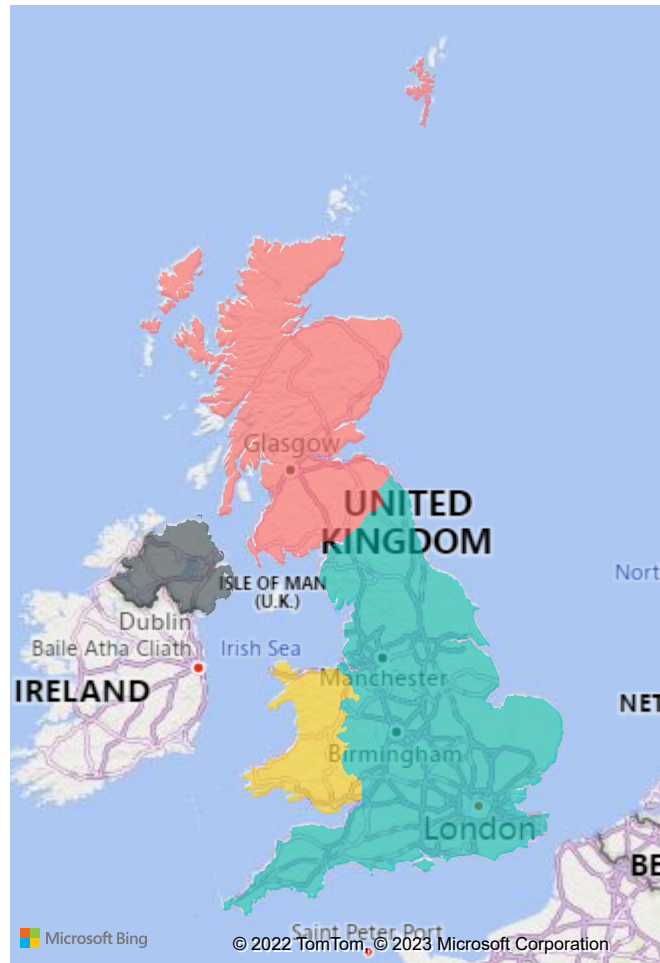 Glasgow
UNITED
KINGDOM
ISLE OF MAN
(U.K.)
Nort
Dublin
Baile Atha Cliath
Irish Sea
IRELAND
Manchester
NET
Birmingham
London
BE
Saint Peter Port
Microsoft Bing
© 2022 TomTom, © 2023 Microsoft Corporation